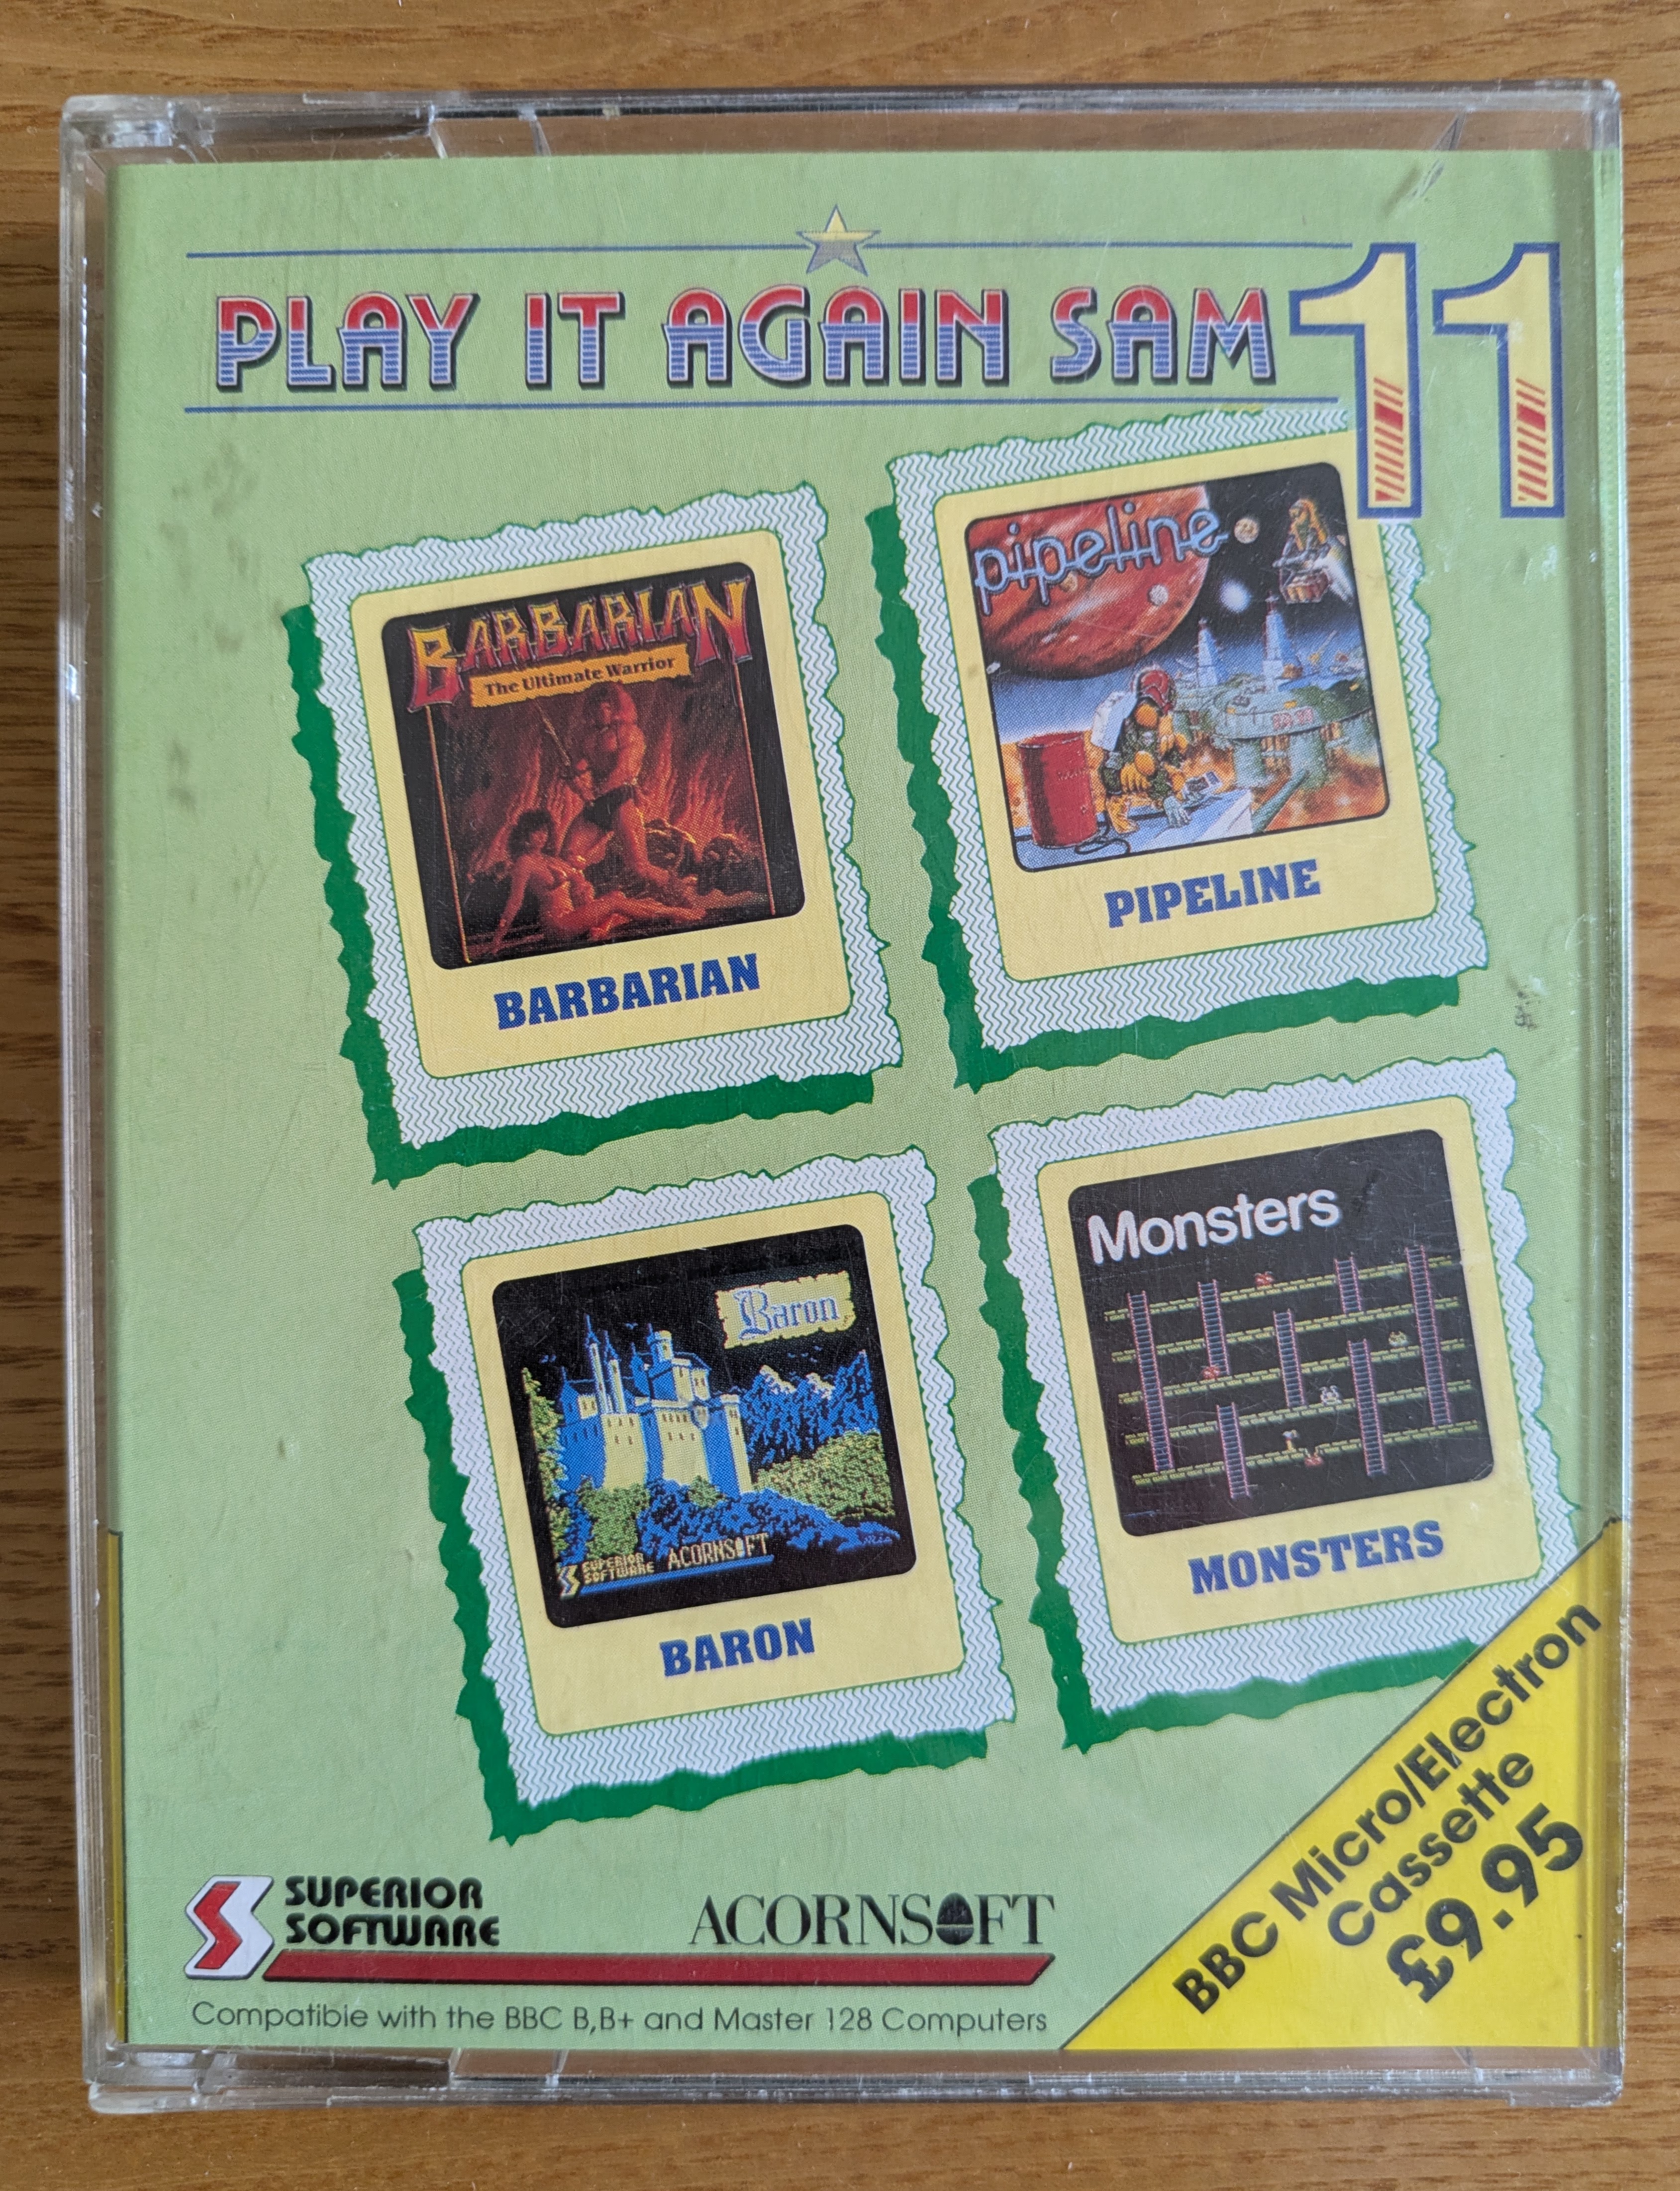 PLAY IT AGAIN SAM 11
BARBARIAN
The Ultimate Warrior
BARBARIAN
pipeline
PIPELINE
Baron
SUPERIOR
SOFTWARE
ACORNSOFT
BARON
Monsters
MONSTERS
SUPERIOR
SOFTWARE
ACORNSOFT
Compatible with the BBC B,B+ and Master 128 Computers
BBC Micro/Electron
Cassette
£9.95